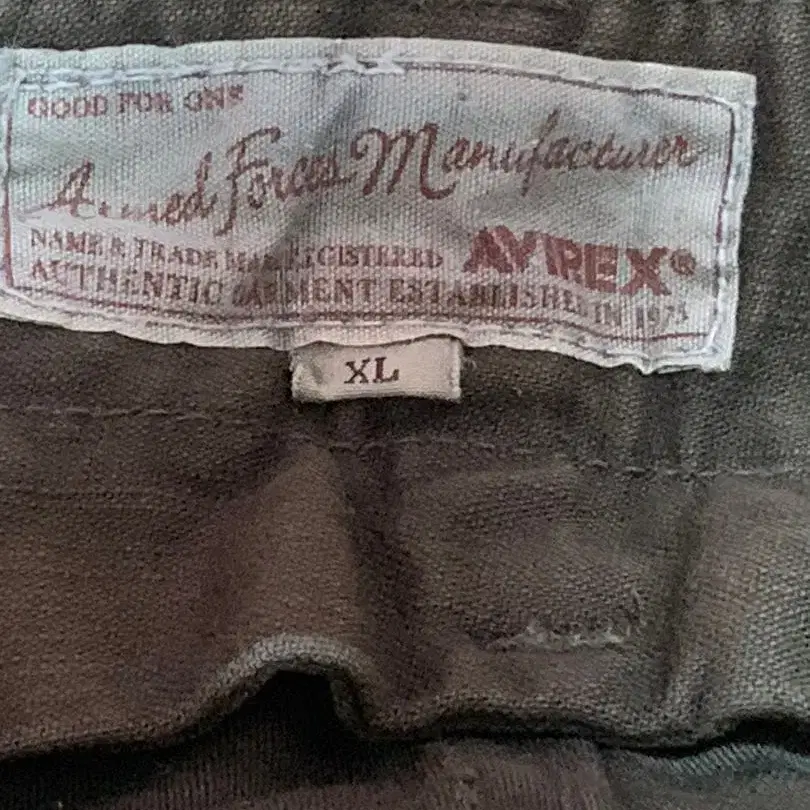 GOOD FOR ONE
Armed Forces Manufacturer
NAME & TRADE MARK REGISTERED AVIREX®
AUTHENTIC GARMENT ESTABLISHED IN 1975
XL